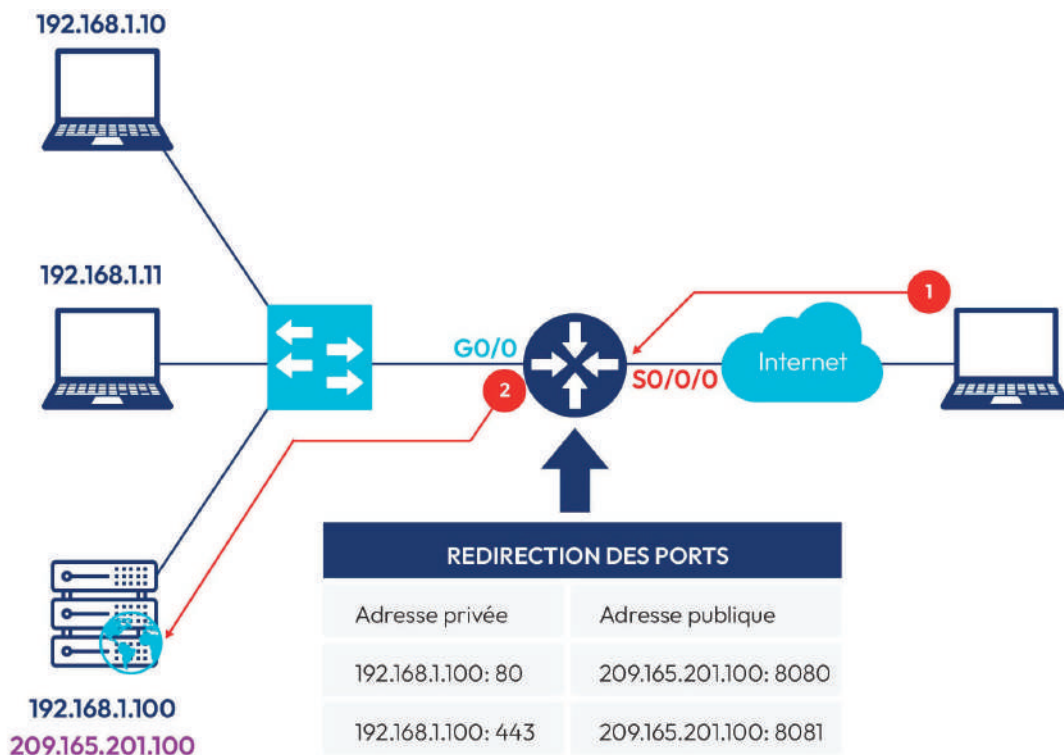 192.168.1.10
192.168.1.11
G0/0
2
S0/0/0
1
Internet
192.168.1.100
209.165.201.100
REDIRECTION DES PORTS
Adresse privée Adresse publique
192.168.1.100: 80 209.165.201.100: 8080
192.168.1.100: 443 209.165.201.100: 8081